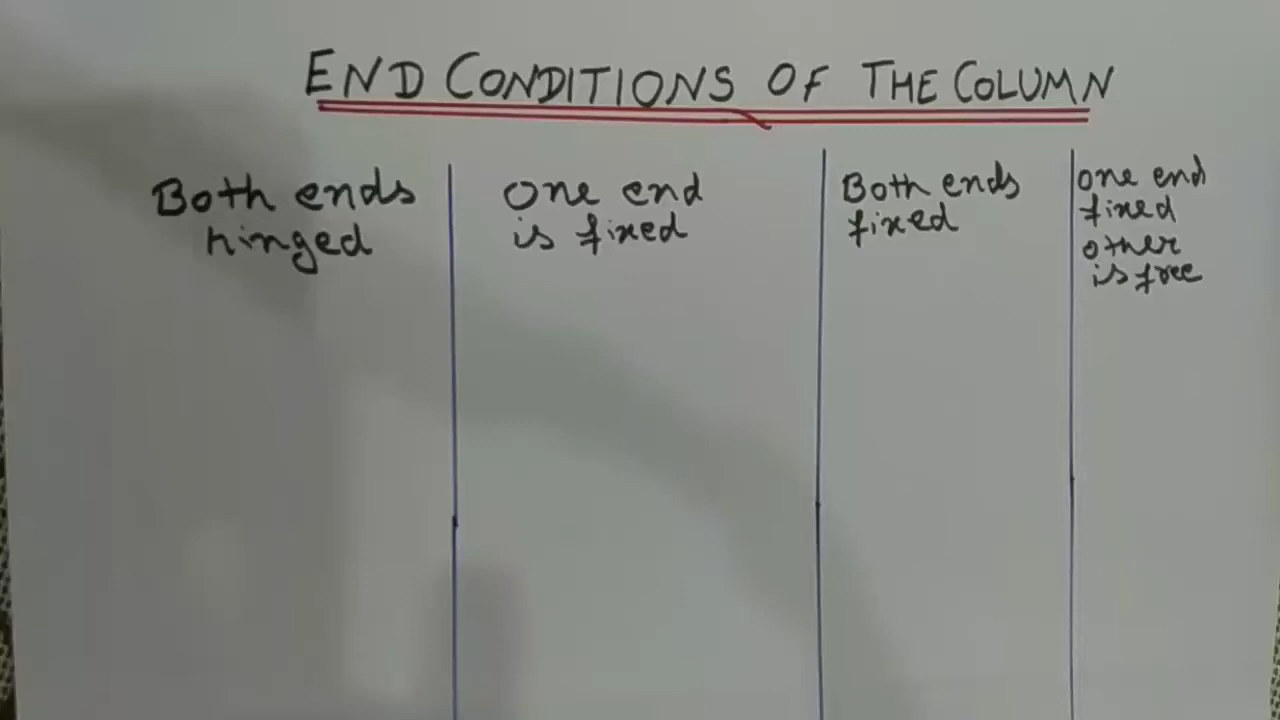 END CONDITIONS OF THE COLUMN
Both ends
hinged
One end
is fixed
Both ends
fixed
one end
fixed
other
is free